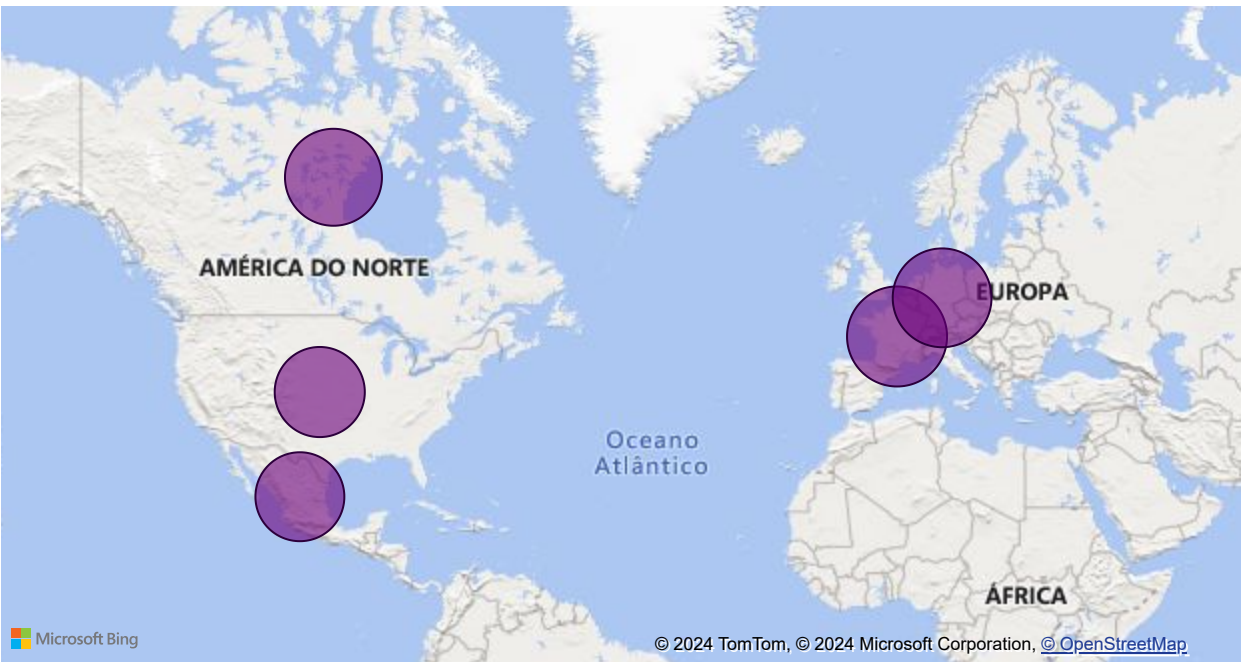 AMÉRICA DO NORTE
EUROPA
Oceano
Atlântico
ÁFRICA
Microsoft Bing
© 2024 TomTom, © 2024 Microsoft Corporation, © OpenStreetMap